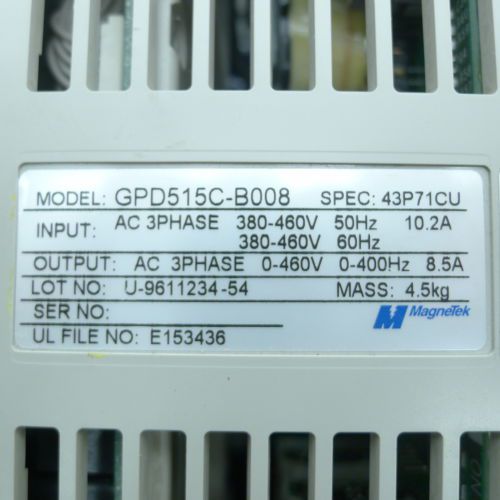 MODEL: GPD515C-B008 SPEC: 43P71CU
INPUT: AC 3PHASE 380-460V 50Hz 10.2A
380-460V 60Hz
OUTPUT: AC 3PHASE 0-460V 0-400Hz 8.5A
LOT NO: U-9611234-54 MASS: 4.5kg
SER NO:
MagneTek
UL FILE NO: E153436